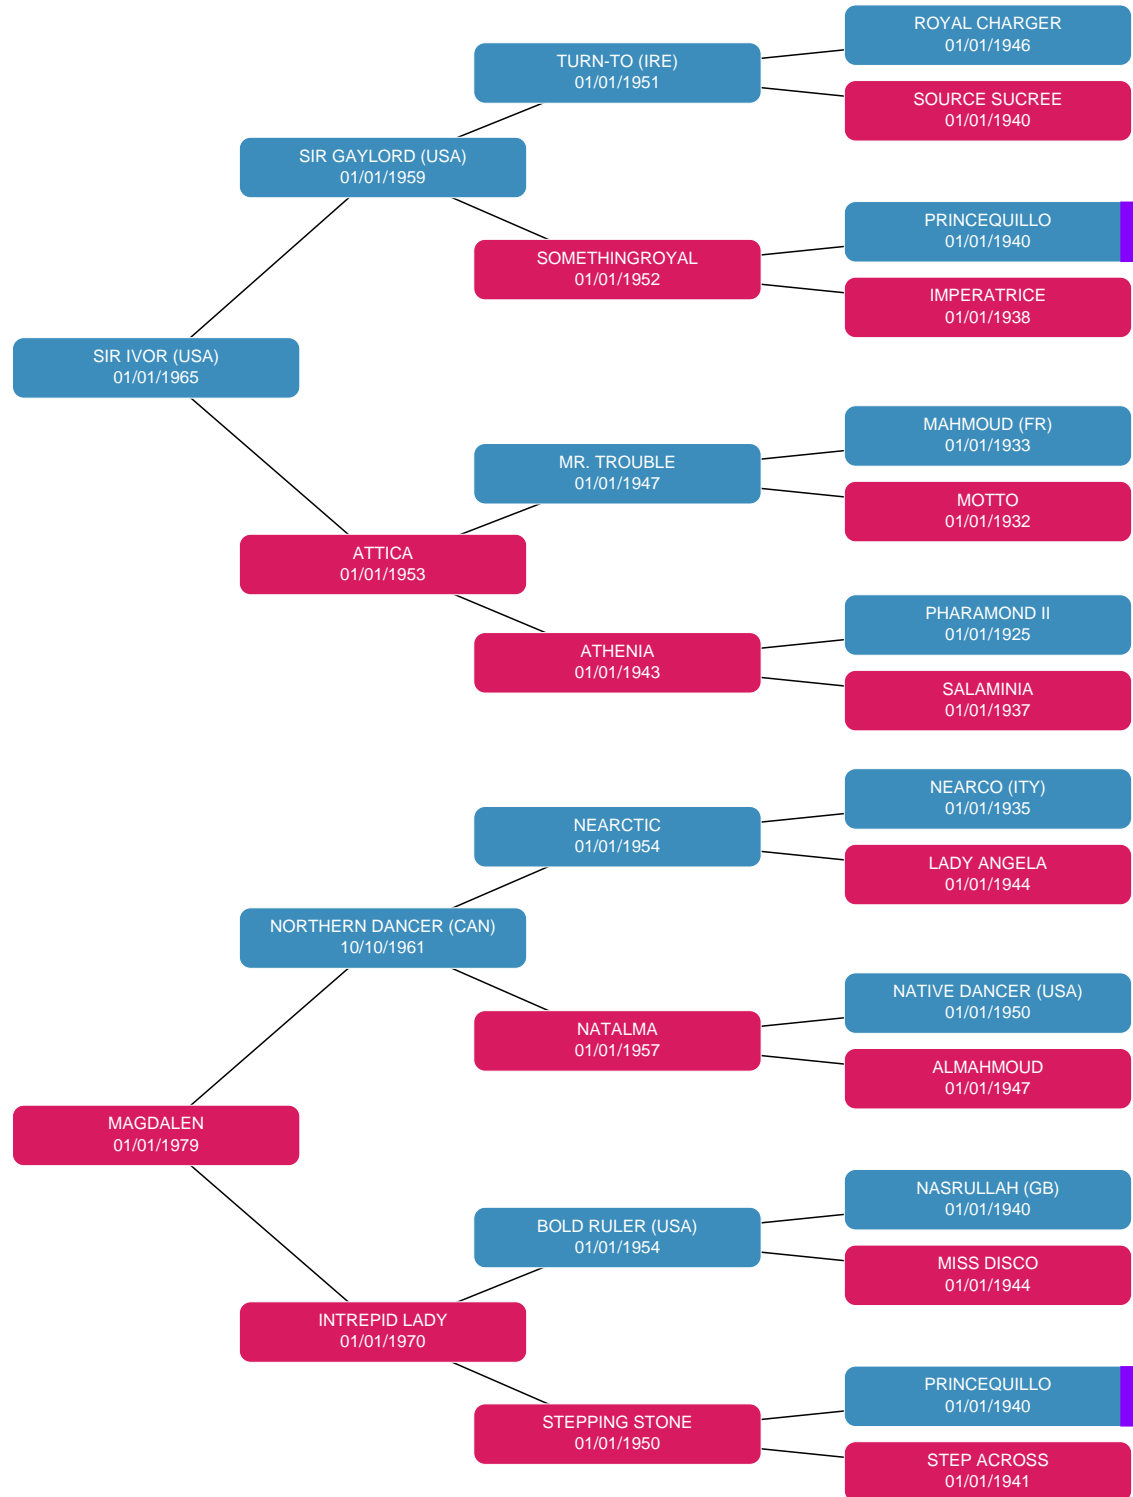 ROYAL CHARGER
01/01/1946
TURN-TO (IRE)
01/01/1951
SOURCE SUCREE
01/01/1940
SIR GAYLORD (USA)
01/01/1959
PRINCEQUILLO
01/01/1940
SOMETHINGROYAL
01/01/1952
IMPERATRICE
01/01/1938
SIR IVOR (USA)
01/01/1965
MAHMOUD (FR)
01/01/1933
MR. TROUBLE
01/01/1947
MOTTO
01/01/1932
ATTICA
01/01/1953
PHARAMOND II
01/01/1925
ATHENIA
01/01/1943
SALAMINIA
01/01/1937
NEARCO (ITY)
01/01/1935
NEARCTIC
01/01/1954
LADY ANGELA
01/01/1944
NORTHERN DANCER (CAN)
10/10/1961
NATIVE DANCER (USA)
01/01/1950
NATALMA
01/01/1957
ALMAHMOUD
01/01/1947
MAGDALEN
01/01/1979
NASRULLAH (GB)
01/01/1940
BOLD RULER (USA)
01/01/1954
MISS DISCO
01/01/1944
INTREPID LADY
01/01/1970
PRINCEQUILLO
01/01/1940
STEPPING STONE
01/01/1950
STEP ACROSS
01/01/1941